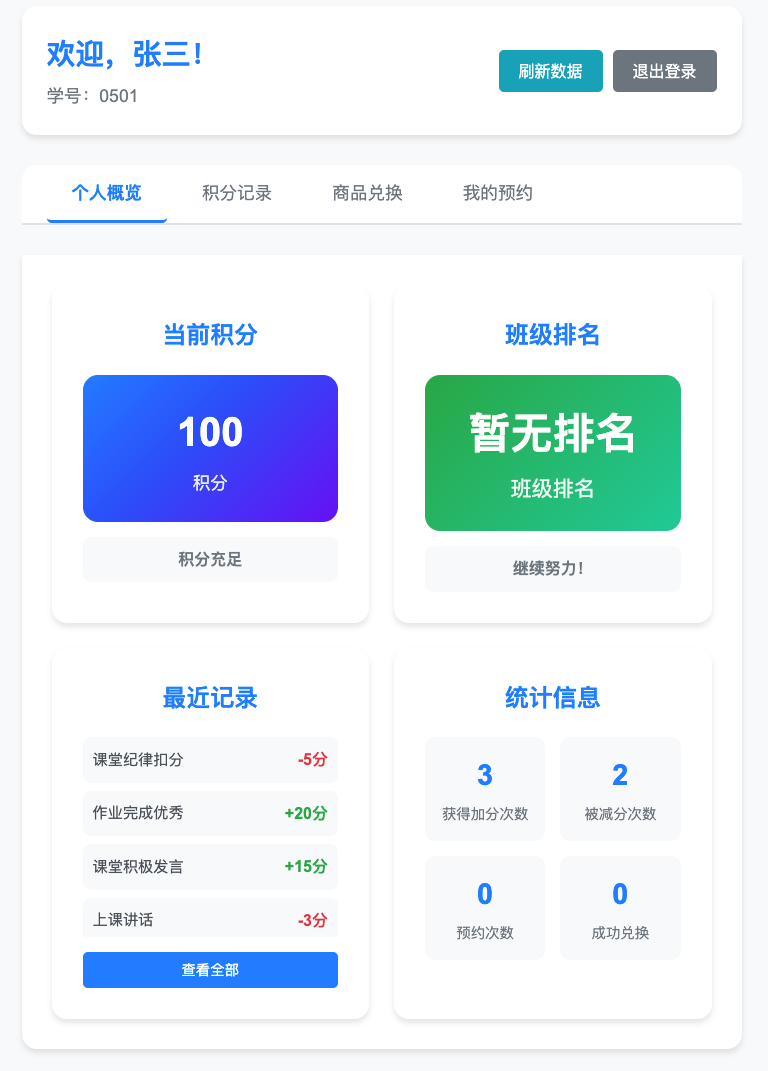 欢迎，张三！
学号：0501
刷新数据
退出登录
个人概览
积分记录
商品兑换
我的预约
当前积分
100
积分
积分充足
班级排名
暂无排名
班级排名
继续努力！
最近记录
课堂纪律扣分 -5分
作业完成优秀 +20分
课堂积极发言 +15分
上课讲话 -3分
查看全部
统计信息
3
获得加分次数
2
被减分次数
0
预约次数
0
成功兑换